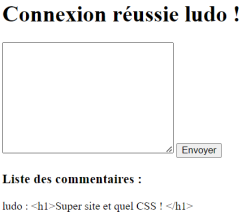 Connexion réussie ludo !
Envoyer
Liste des commentaires :
ludo : <h1>Super site et quel CSS ! </h1>